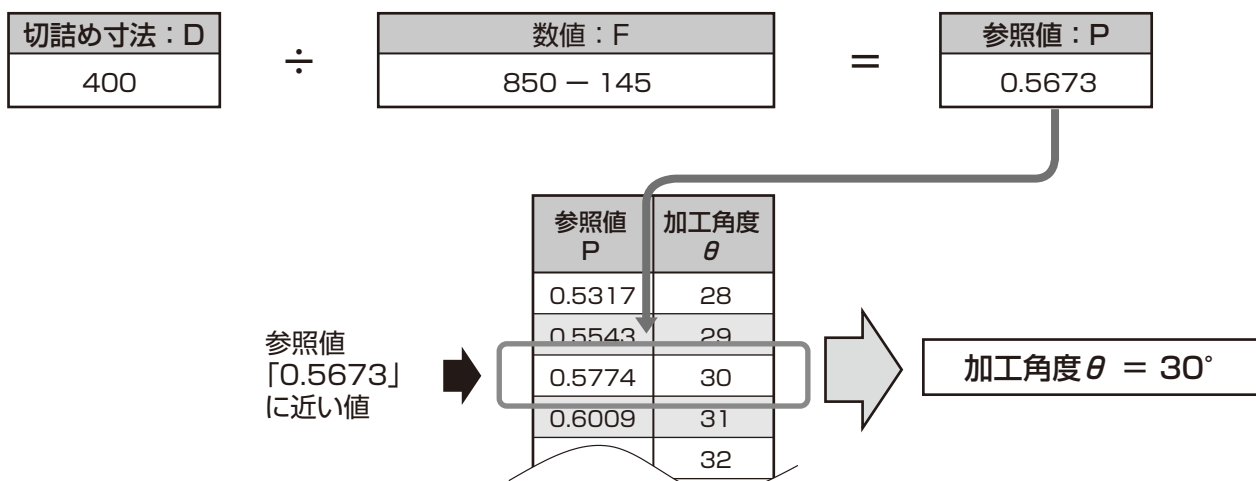 切詰め寸法：D
400
÷
数値：F
850 － 145
＝
参照値：P
0.5673
参照値
P
加工角度
θ
0.5317 28
0.5543 29
0.5774 30
0.6009 31
32
参照値
「0.5673」
に近い値
加工角度θ ＝ 30°